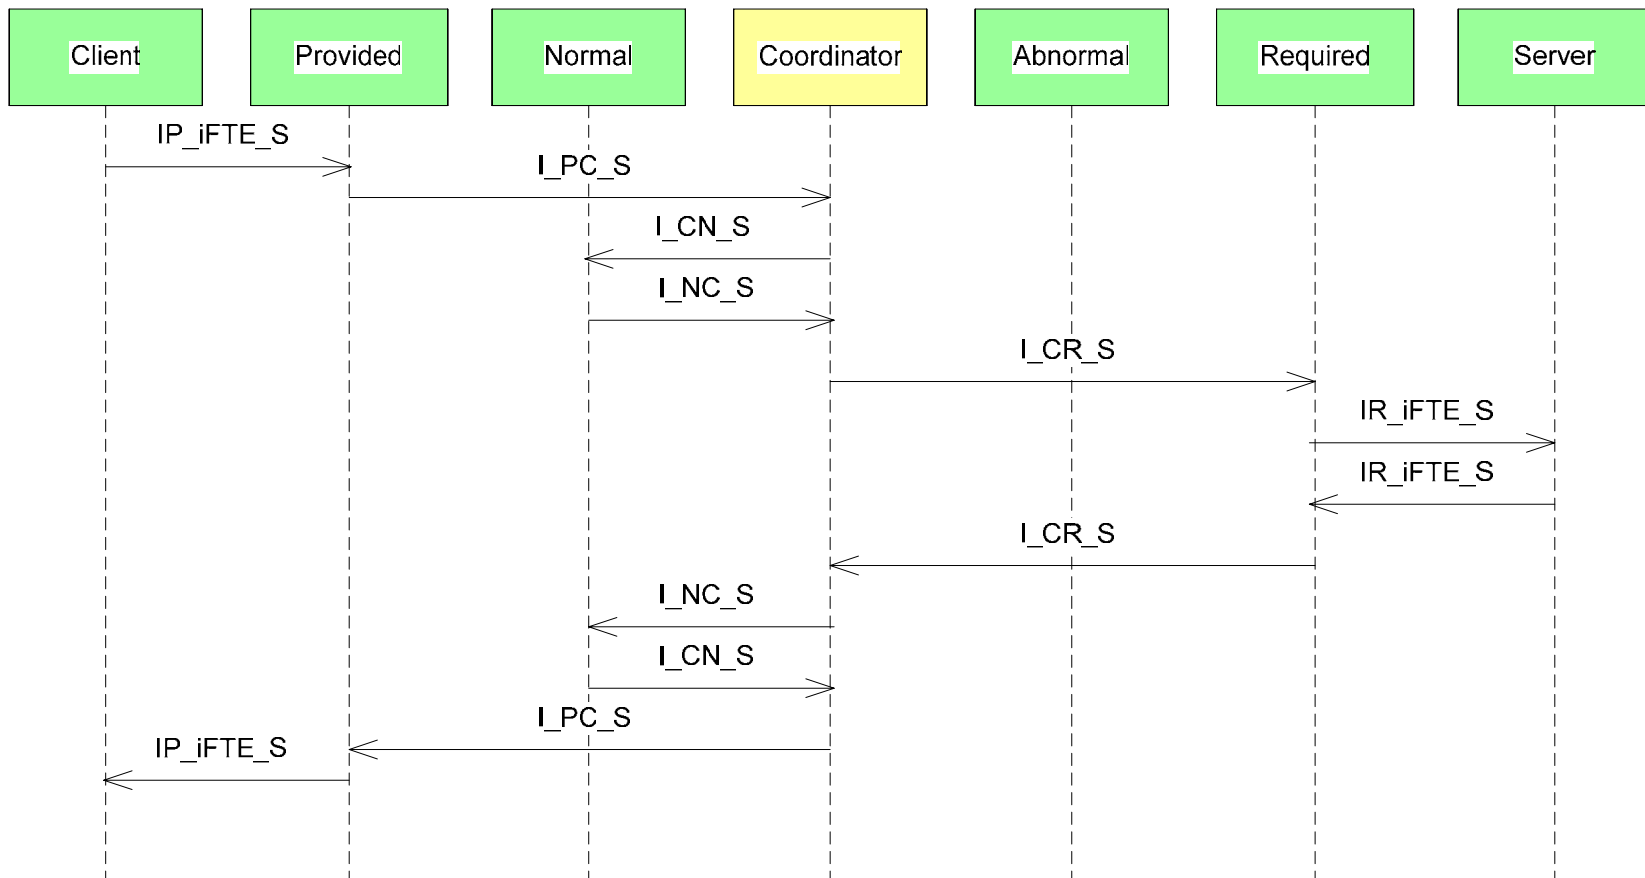 Client Provided Normal Coordinator Abnormal Required Server
IP_iFTE_S
I_PC_S
I_CN_S
I_NC_S
I_CR_S
IR_iFTE_S
IR_iFTE_S
I_CR_S
I_NC_S
I_CN_S
I_PC_S
IP_iFTE_S